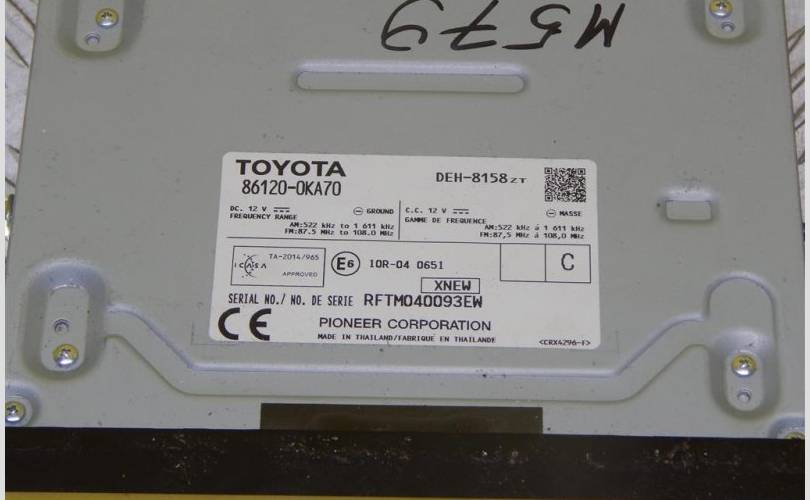 M579
TOYOTA
86120-0KA70
DEH-8158ZT
DC. 12 V
GROUND
FREQUENCY RANGE
AM:522 kHz to 1 611 kHz
FM:87.5 MHz to 108.0 MHz
C.C. 12 V
MASSE
GAMME DE FREQUENCE
AM:522 kHz á 1 611 kHz
FM:87,5 MHz á 108,0 MHz
ICASA
TA-2014/965
APPROVED
E6
10R-04 0651
C
XNEW
SERIAL NO./ NO. DE SERIE RFTM040093EW
CE
PIONEER CORPORATION
MADE IN THAILAND/FABRIQUÉ EN THAILANDE
<CRX4296-F>